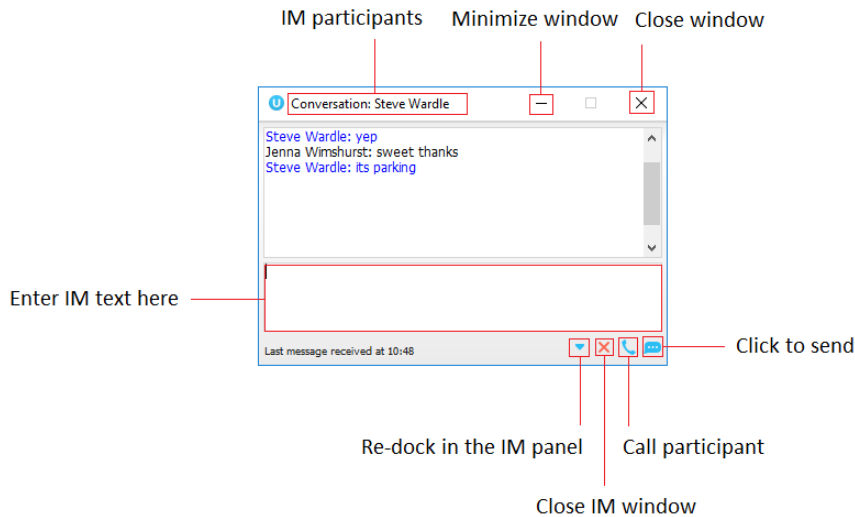 IM participants Minimize window Close window
U Conversation: Steve Wardle
Steve Wardle: yep
Jenna Wimshurst: sweet thanks
Steve Wardle: its parking
Enter IM text here
Last message received at 10:48
Click to send
Re-dock in the IM panel Call participant
Close IM window